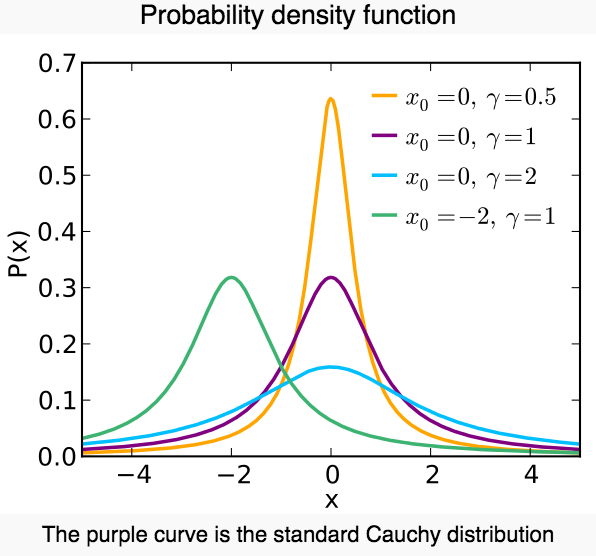 Probability density function
0.7
0.6
0.5
0.4
0.3
0.2
0.1
0.0
P(x)
x₀ =0, γ=0.5
x₀ =0, γ=1
x₀ =0, γ=2
x₀ =−2, γ=1
−4 −2 0 2 4
x
The purple curve is the standard Cauchy distribution